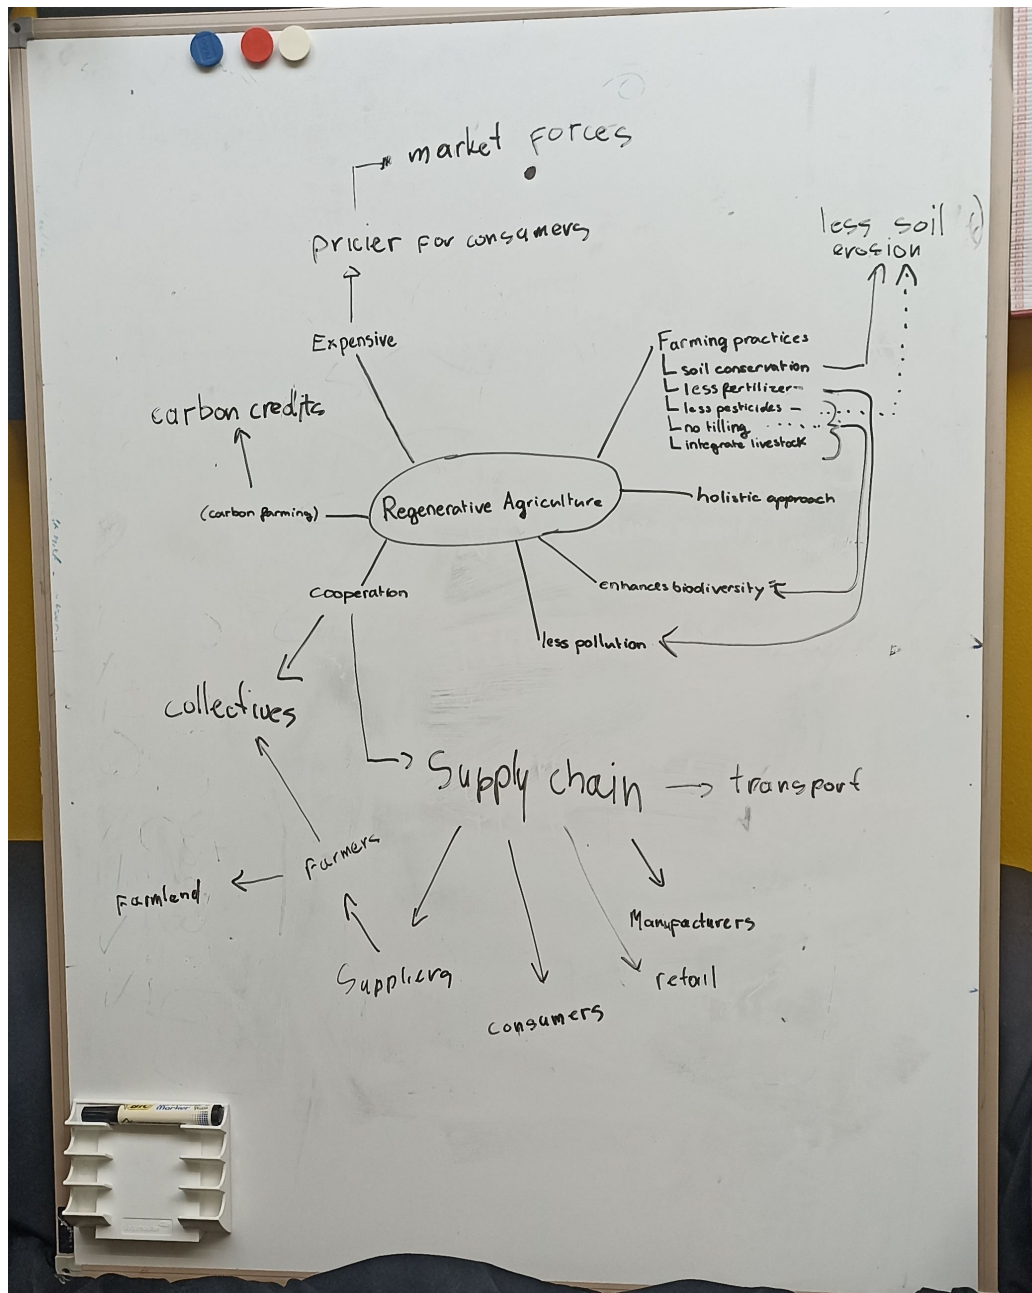 market forces
pricier for consumers
less soil
erosion
Expensive
Farming practices
soil conservation
less fertilizer
less pesticides
no tilling
integrate livestock
carbon credits
Regenerative Agriculture
holistic approach
(carbon farming)
cooperation
enhances biodiversity
less pollution
collectives
Supply chain
transport
Farmers
Farmland
Manufacturers
Suppliers
retail
consumers
BIC Marker